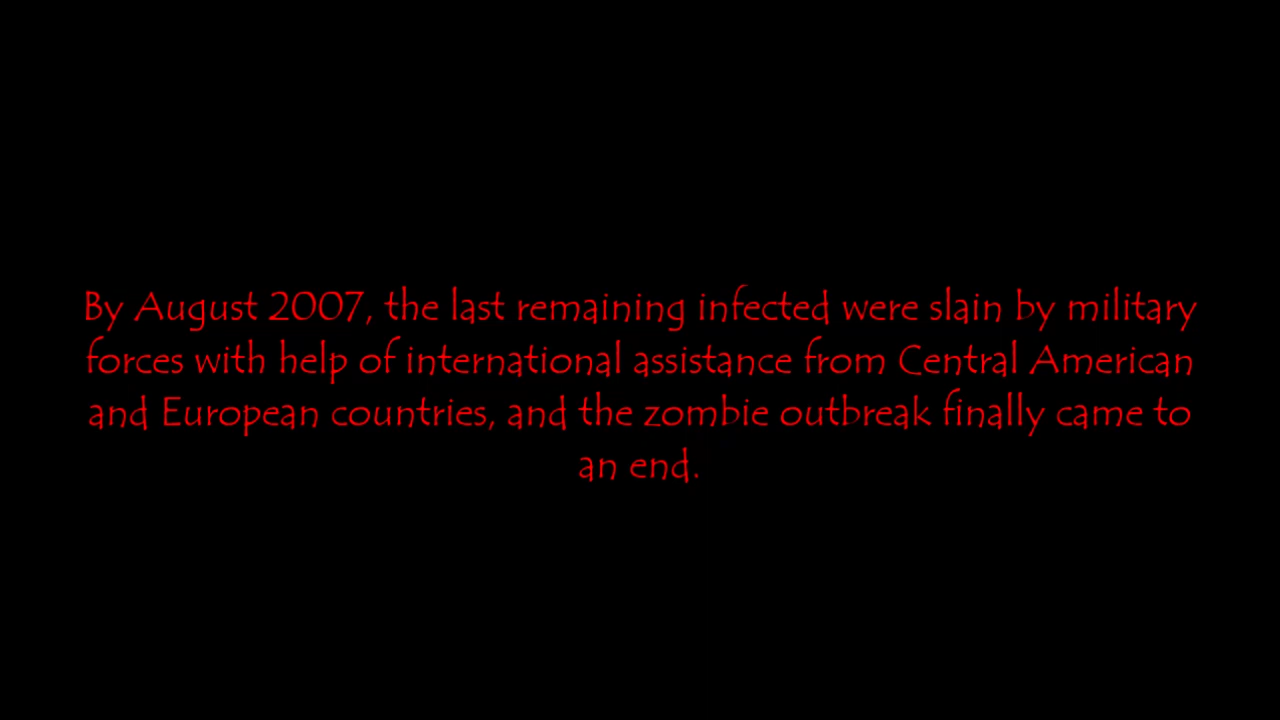 By August 2007, the last remaining infected were slain by military
forces with help of international assistance from Central American
and European countries, and the zombie outbreak finally came to
an end.